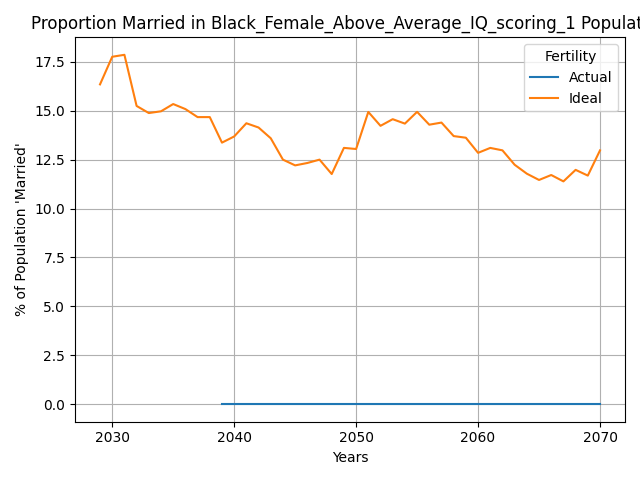 Proportion Married in Black_Female_Above_Average_IQ_scoring_1 Populat
Fertility
Actual
Ideal
% of Population 'Married'
17.5
15.0
12.5
10.0
7.5
5.0
2.5
0.0
2030 2040 2050 2060 2070
Years